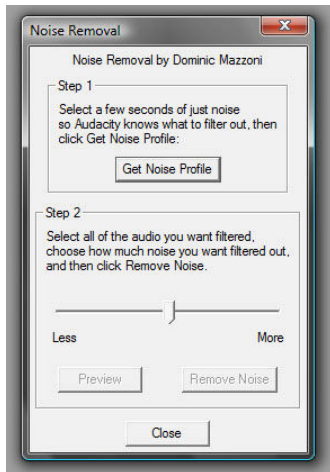 Noise Removal
Noise Removal by Dominic Mazzoni
Step 1
Select a few seconds of just noise
so Audacity knows what to filter out, then
click Get Noise Profile:
Get Noise Profile
Step 2
Select all of the audio you want filtered,
choose how much noise you want filtered out,
and then click Remove Noise.
Less More
Preview Remove Noise
Close